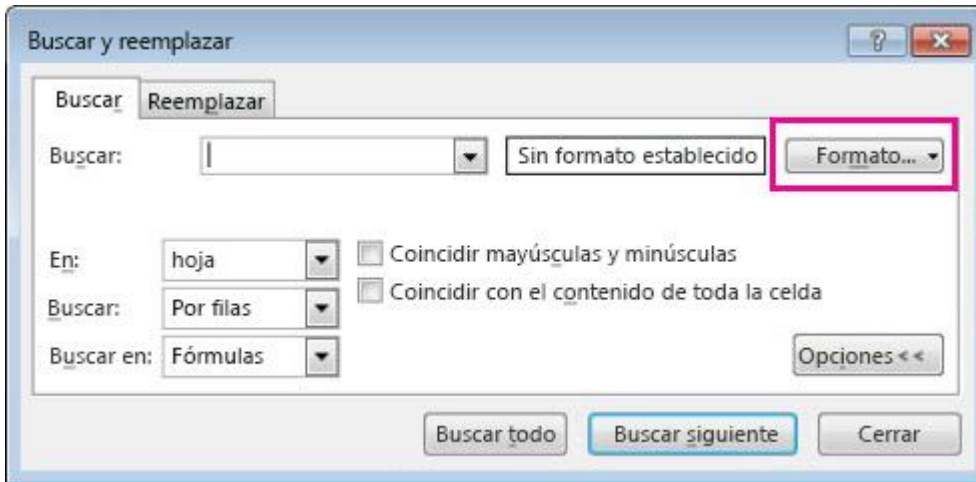 Buscar y reemplazar
Buscar Reemplazar
Buscar: Sin formato establecido Formato...
En: hoja Coincidir mayúsculas y minúsculas
Coincidir con el contenido de toda la celda
Buscar: Por filas
Buscar en: Fórmulas Opciones <<
Buscar todo Buscar siguiente Cerrar